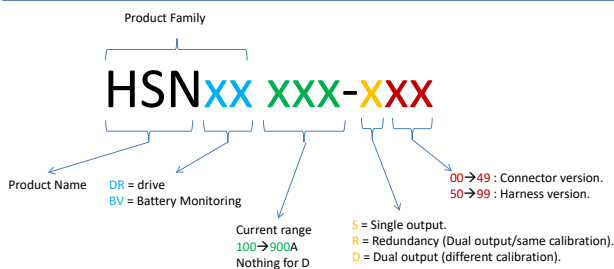 Product Family
HSNxx xxx-xxx
Product Name
DR = drive
BV = Battery Monitoring
Current range
100→900A
Nothing for D
S = Single output.
R = Redundancy (Dual output/same calibration).
D = Dual output (different calibration).
00→49 : Connector version.
50→99 : Harness version.